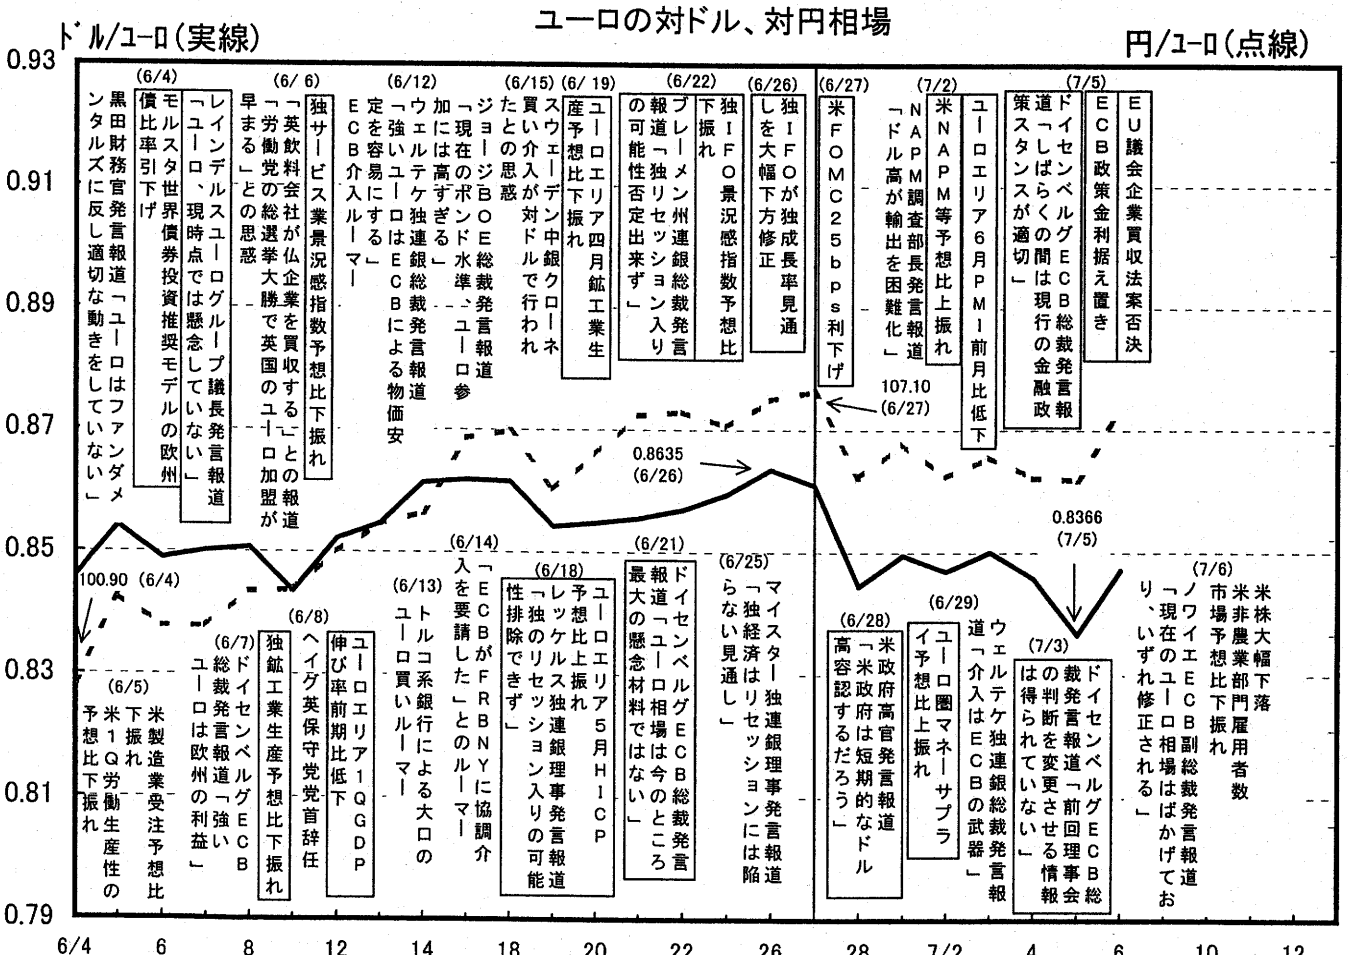 ユーロの対ドル、対円相場
ドル/ユーロ(実線)
円/ユーロ(点線)
0.93
0.91
0.89
0.87
0.85
0.83
0.81
0.79
6/4
6
8
12
14
18
20
22
26
28
7/2
4
6
10
12
黒田財務官発言報道「ユーロはファンダメ
ンタルズに反し適切な動きをしていない」
(6/4)
モルスタ世界債券投資推奨モデルの欧州
債比率引下げ
レインデルスユーログループ議長発言報道
「ユーロ、現時点では懸念していない」
(6/6)
独サービス業景況感指数予想比下振れ
「英飲料会社が仏企業を買収する」との報道
「労働党の総選挙大勝で英国のユーロ加盟が
早まる」との思惑
(6/12)
ウェルテケ独連銀総裁発言報道
「強いユーロはECBによる物価安
定を容易にする」
ECB介入ルーマー
ジョージBOE総裁発言報道
「現在のポンド水準、ユーロ参
加には高すぎる」
(6/15)
スウェーデン中銀クローネ
買い介入が対ドルで行われ
たとの思惑
(6/19)
ユーロエリア四月鉱工業生
産予想比下振れ
(6/22)
独IFO景況感指数予想比
下振れ
ブレーメン州連銀総裁発言
報道「独リセッション入り
の可能性否定出来ず」
(6/26)
独IFOが独成長率見通
しを大幅下方修正
(6/27)
米FOMC25bps利下げ
(7/2)
ユーロエリア6月PMI前月比低下
米NAPM等予想比上振れ
NAPM調査部長発言報道
「ドル高が輸出を困難化」
(7/5)
EU議会企業買収法案否決
ECB政策金利据え置き
ドイセンベルグECB総裁発言報
道「しばらくの間は現行の金融政
策スタンスが適切」
107.10
(6/27)
0.8635
(6/26)
0.8366
(7/5)
100.90 (6/4)
(6/5)
米製造業受注予想比
下振れ
米1Q労働生産性の
予想比下振れ
(6/7)
ドイセンベルグECB
総裁発言報道「強い
ユーロは欧州の利益」
独鉱工業生産予想比下振れ
(6/8)
ヘイグ英保守党党首辞任
ユーロエリア1QGDP
伸び率前期比低下
(6/13)
トルコ系銀行による大口の
ユーロ買いルーマー
(6/14)
「ECBがFRBNYに協調介
入を要請した」とのルーマー
(6/18)
ユーロエリア5月HICP
予想比上振れ
レッケルス独連銀理事発言報道
「独のリセッション入りの可能
性排除できず」
(6/21)
ドイセンベルグECB総裁発言
報道「ユーロ相場は今のところ
最大の懸念材料ではない」
(6/25)
マイスター独連銀理事発言報道
「独経済はリセッションには陥
らない見通し」
(6/28)
米政府高官発言報道
「米政府は短期的なドル
高容認するだろう」
(6/29)
ユーロ圏マネーサプラ
イ予想比上振れ
ウェルテケ独連銀総裁発言報
道「介入はECBの武器」
(7/3)
ドイセンベルグECB総
裁発言報道「前回理事会
の判断を変更させる情報
は得られていない」
(7/6)
米株大幅下落
米非農業部門雇用者数
市場予想比下振れ
ノワイエECB副総裁発言報道
「現在のユーロ相場はばかげてお
り、いずれ修正される」